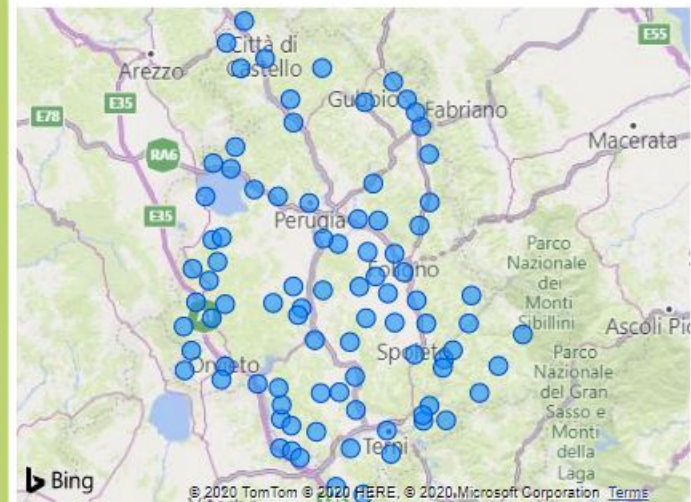 E55
Città di
Castello
Arezzo
E35
Gubbio
Fabriano
E78
Macerata
RA6
E35
Perugia
Parco
Nazionale
dei
Monti
Sibillini
Foligno
Ascoli Pic
Spoleto
Orvieto
Parco
Nazionale
del Gran
Sasso e
Monti
della
Laga
Terni
Bing
© 2020 TomTom © 2020 HERE, © 2020 Microsoft Corporation Terms